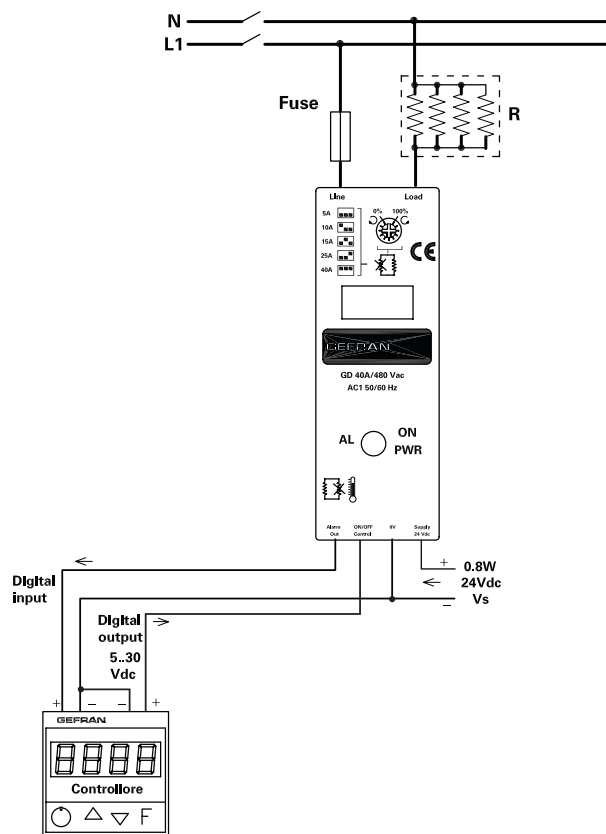 N
L1
Fuse
R
Line Load
5A
10A
15A
25A
40A
0% 100%
CE
GEFRAN
GD 40A/480 Vac
AC1 50/60 Hz
AL
ON
PWR
Alarm
Out
ON/OFF
Control
0V
Supply
24 Vdc
+
0.8W
24Vdc
Vs
−
Digital
input
Digital
output
5..30
Vdc
+ − − +
GEFRAN
8888
Controllore
F